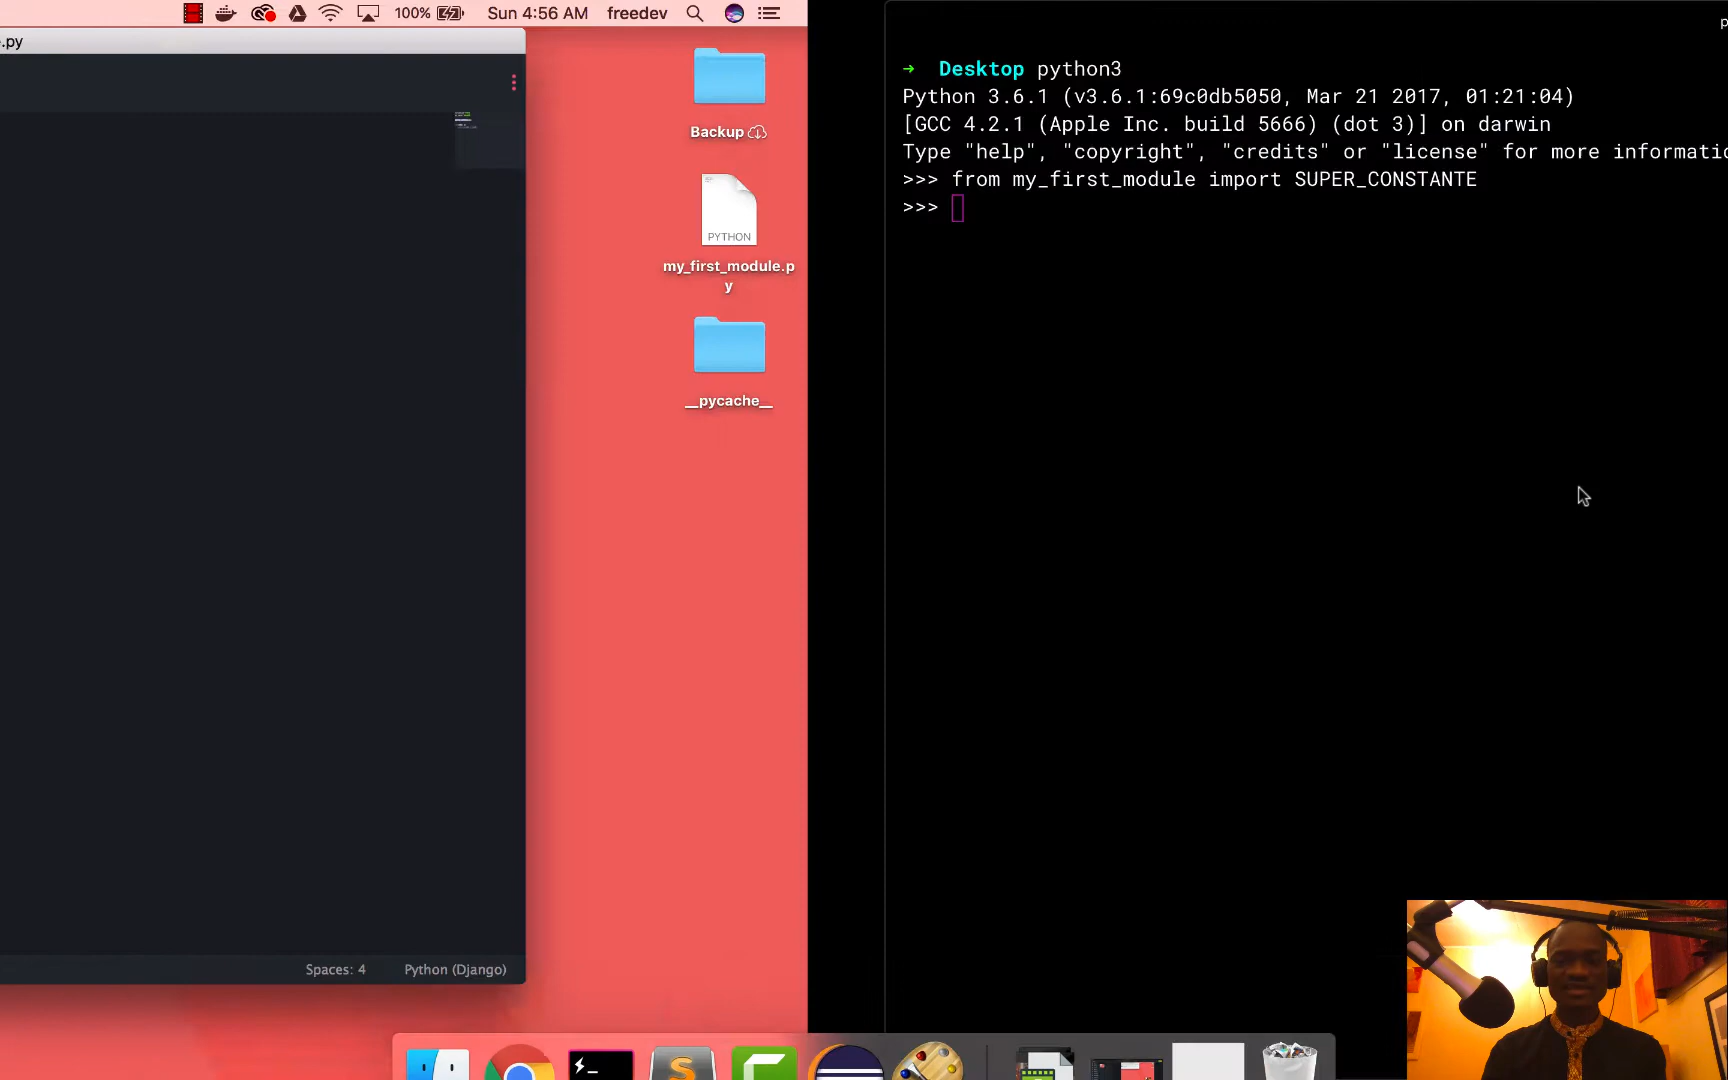 100%
Sun 4:56 AM
freedev
.py
Backup
PYTHON
my_first_module.p
y
__pycache__
Spaces: 4
Python (Django)
→ Desktop python3
Python 3.6.1 (v3.6.1:69c0db5050, Mar 21 2017, 01:21:04)
[GCC 4.2.1 (Apple Inc. build 5666) (dot 3)] on darwin
Type "help", "copyright", "credits" or "license" for more informatio
>>> from my_first_module import SUPER_CONSTANTE
>>>